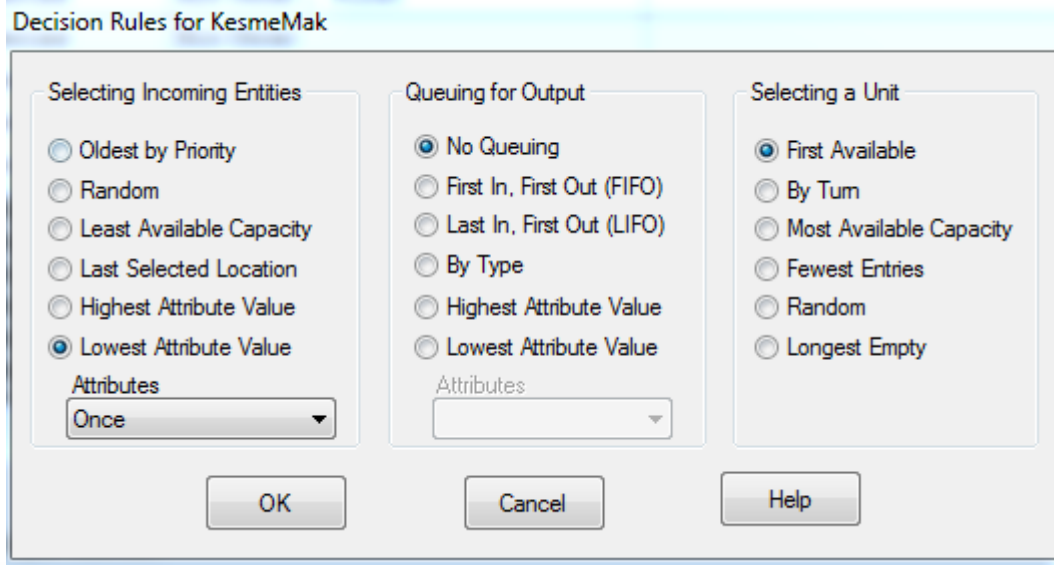 Decision Rules for KesmeMak
Selecting Incoming Entities
Oldest by Priority
Random
Least Available Capacity
Last Selected Location
Highest Attribute Value
Lowest Attribute Value
Attributes
Once
Queuing for Output
No Queuing
First In, First Out (FIFO)
Last In, First Out (LIFO)
By Type
Highest Attribute Value
Lowest Attribute Value
Attributes
Selecting a Unit
First Available
By Turn
Most Available Capacity
Fewest Entries
Random
Longest Empty
OK
Cancel
Help